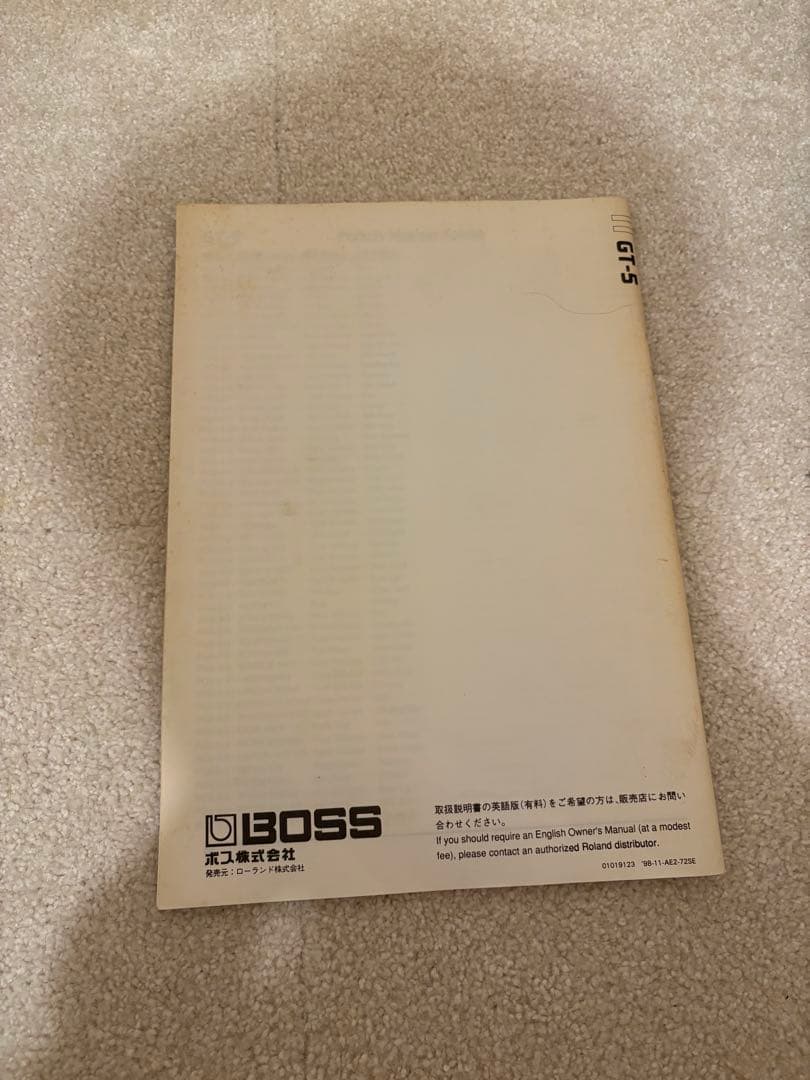 GT-5
BOSS
ボス株式会社
発売元：ローランド株式会社
取扱説明書の英語版（有料）をご希望の方は、販売店にお問い
合わせください。
If you should require an English Owner's Manual (at a modest
fee), please contact an authorized Roland distributor.
01019123 '98-11-AE2-72SE